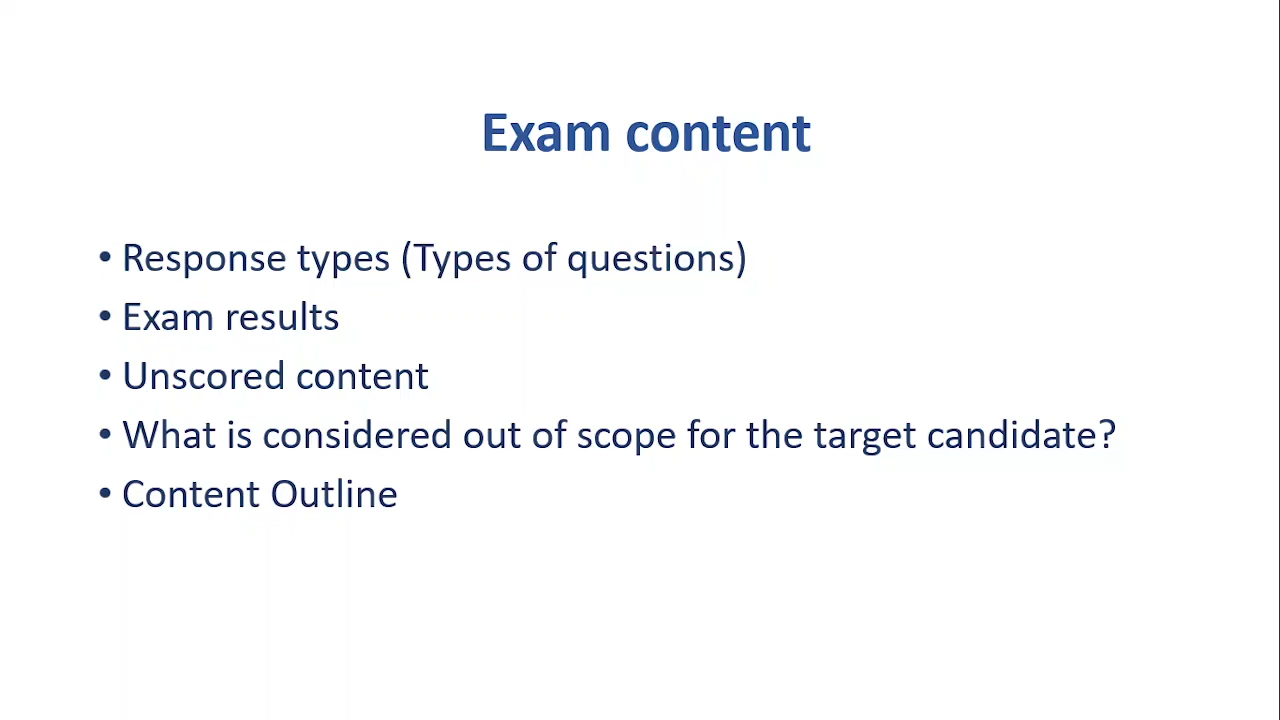 Exam content
• Response types (Types of questions)
• Exam results
• Unscored content
• What is considered out of scope for the target candidate?
• Content Outline